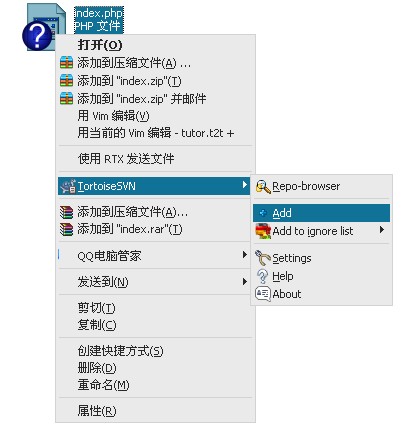 index.php
PHP 文件
打开(O)
添加到压缩文件(A) ...
添加到 "index.zip"(T)
添加到 "index.zip" 并邮件
用 Vim 编辑(V)
用当前的 Vim 编辑 - tutor.t2t +
使用 RTX 发送文件
TortoiseSVN
添加到压缩文件(A)...
添加到 "index.rar"(T)
QQ电脑管家
发送到(N)
剪切(T)
复制(C)
创建快捷方式(S)
删除(D)
重命名(M)
属性(R)
Repo-browser
Add
Add to ignore list
Settings
Help
About